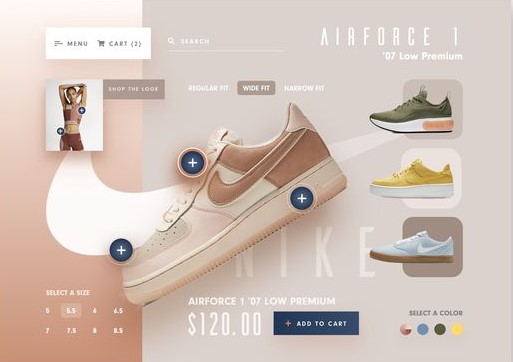 MENU CART (2)
SEARCH
AIRFORCE 1
'07 Low Premium
SHOP THE LOOK
REGULAR FIT WIDE FIT NARROW FIT
NIKE
SELECT A SIZE
5 5.5 4 6.5
7 7.5 8 8.5
AIRFORCE 1 '07 LOW PREMIUM
$120.00
+ ADD TO CART
SELECT A COLOR